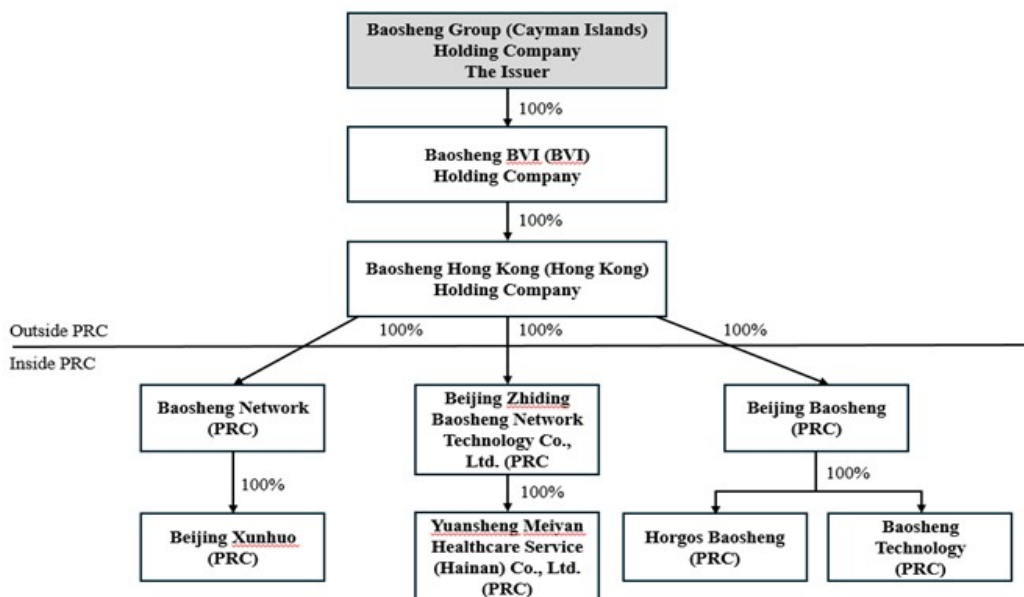 Baosheng Group (Cayman Islands)
Holding Company
The Issuer
100%
Baosheng BVI (BVI)
Holding Company
100%
Baosheng Hong Kong (Hong Kong)
Holding Company
Outside PRC
100%
100%
100%
Inside PRC
Baosheng Network
(PRC)
Beijing Zhiding
Baosheng Network
Technology Co.,
Ltd. (PRC
Beijing Baosheng
(PRC)
100%
100%
100%
Beijing Xunhuo
(PRC)
Yuansheng Meiyan
Healthcare Service
(Hainan) Co., Ltd.
(PRC)
Horgos Baosheng
(PRC)
Baosheng
Technology
(PRC)